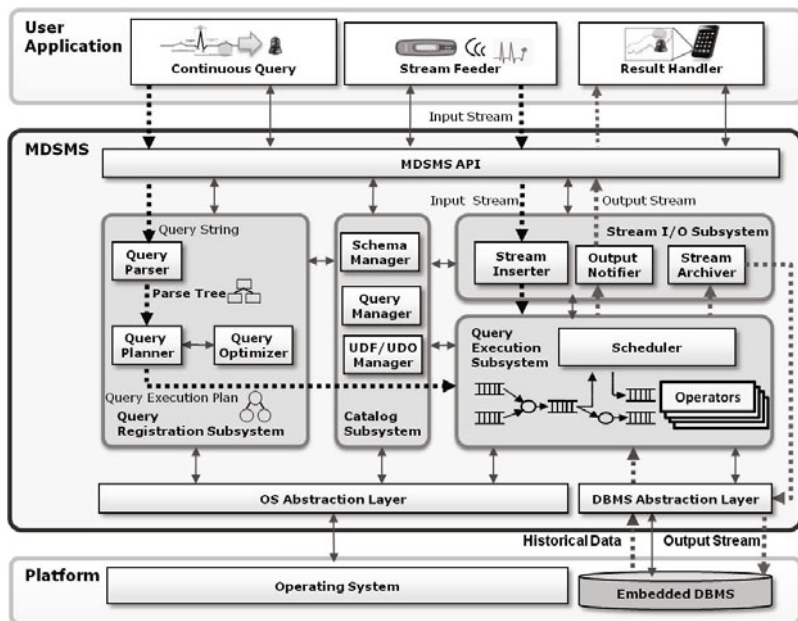 User
Application
Continuous Query
Stream Feeder
Result Handler
Input Stream
MDSMS
MDSMS API
Input Stream
Output Stream
Query String
Query
Parser
Parse Tree
Query
Planner
Query
Optimizer
Query Execution Plan
Query
Registration Subsystem
Schema
Manager
Query
Manager
UDF/UDO
Manager
Catalog
Subsystem
Stream I/O Subsystem
Stream
Inserter
Output
Notifier
Stream
Archiver
Query
Execution
Subsystem
Scheduler
Operators
OS Abstraction Layer
DBMS Abstraction Layer
Historical Data
Output Stream
Platform
Operating System
Embedded DBMS